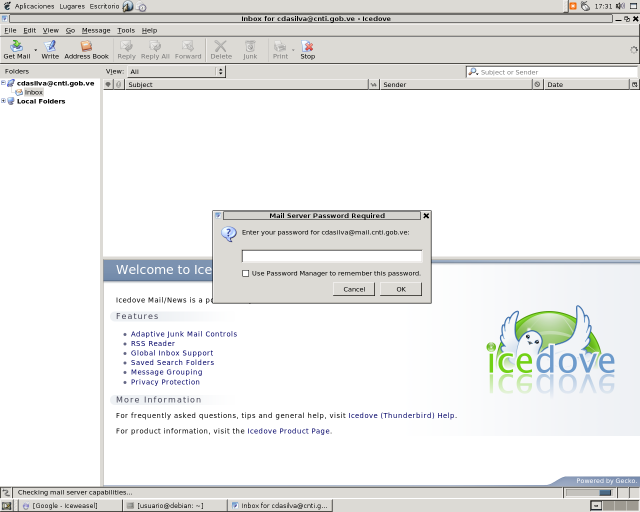 Aplicaciones Lugares Escritorio 17:31
Inbox for cdasilva@cnti.gob.ve - Icedove
File Edit View Go Message Tools Help
Get Mail Write Address Book Reply Reply All Forward Delete Junk Print Stop
Folders View: All Subject or Sender
cdasilva@cnti.gob.ve Subject Sender Date
Inbox
Local Folders
Mail Server Password Required
Enter your password for cdasilva@mail.cnti.gob.ve:
Use Password Manager to remember this password.
Cancel OK
Welcome to Ice
Icedove Mail/News is a po
Features
Adaptive Junk Mail Controls
RSS Reader
Global Inbox Support
Saved Search Folders
Message Grouping
Privacy Protection
icedove
More Information
For frequently asked questions, tips and general help, visit Icedove (Thunderbird) Help.
For product information, visit the Icedove Product Page.
Powered by Gecko.
Checking mail server capabilities...
[Google - Iceweasel] [usuario@debian: ~] Inbox for cdasilva@cnti.g...